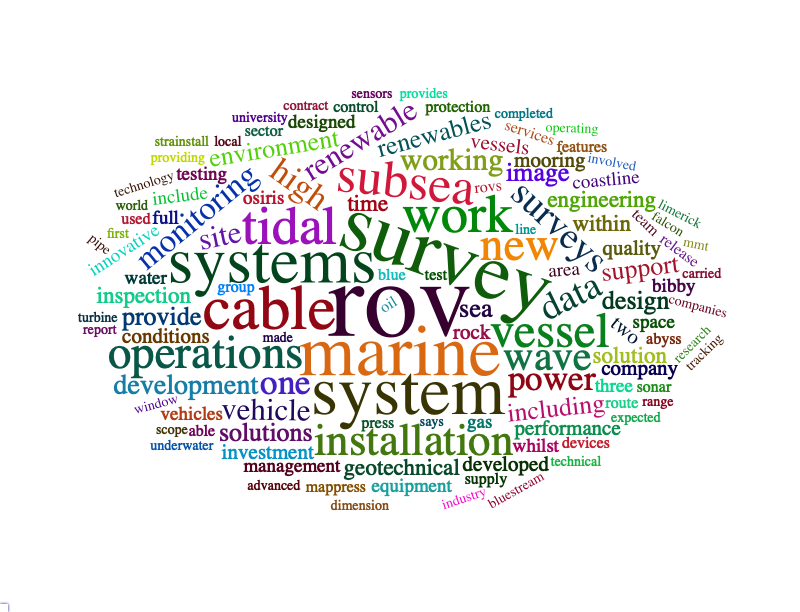 sensors provides
contract control protection
university designed completed
sector services operating
strainstall local environment renewable renewables vessels features
providing working mooring involved
technology testing high subsea image coastline
world include osiris rovs engineering
used full monitoring time surveys limerick
first site tidal work line within team falcon
pipe innovative survey new quality release mmt
water systems blue test area support carried
inspection group oil data bibby
turbine provide cable rov sea design companies
report conditions made rock two space
operations marine vessel abyss research
wave solution tracking
development one system power company
window vehicle three sonar
vehicles including route range
scope able solutions press says gas performance expected
underwater investment installation whilst devices
management geotechnical developed technical
advanced mappress equipment supply
industry bluestream
dimension